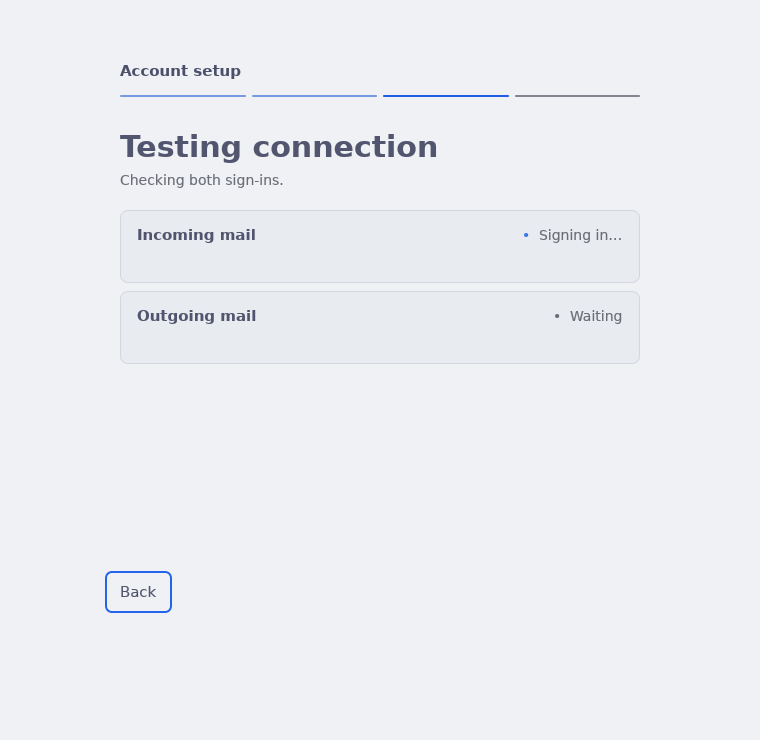 Account setup
Testing connection
Checking both sign-ins.
Incoming mail
Signing in…
Outgoing mail
Waiting
Back